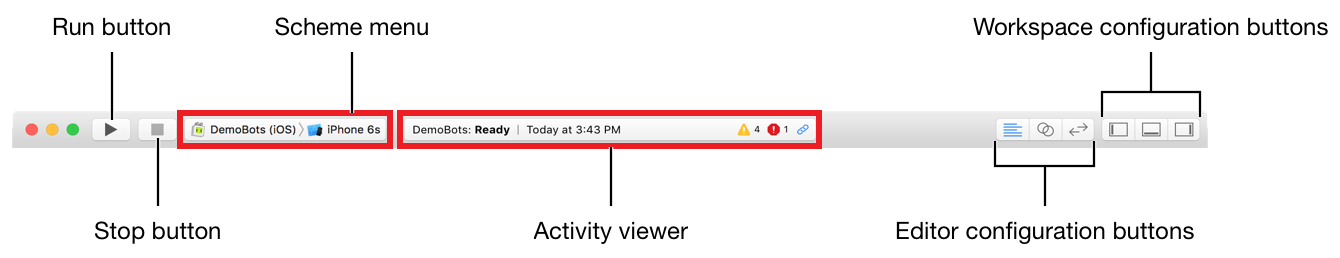 Run button
Scheme menu
Workspace configuration buttons
DemoBots (iOS) 〉 iPhone 6s
DemoBots: Ready | Today at 3:43 PM
4
1
Stop button
Activity viewer
Editor configuration buttons